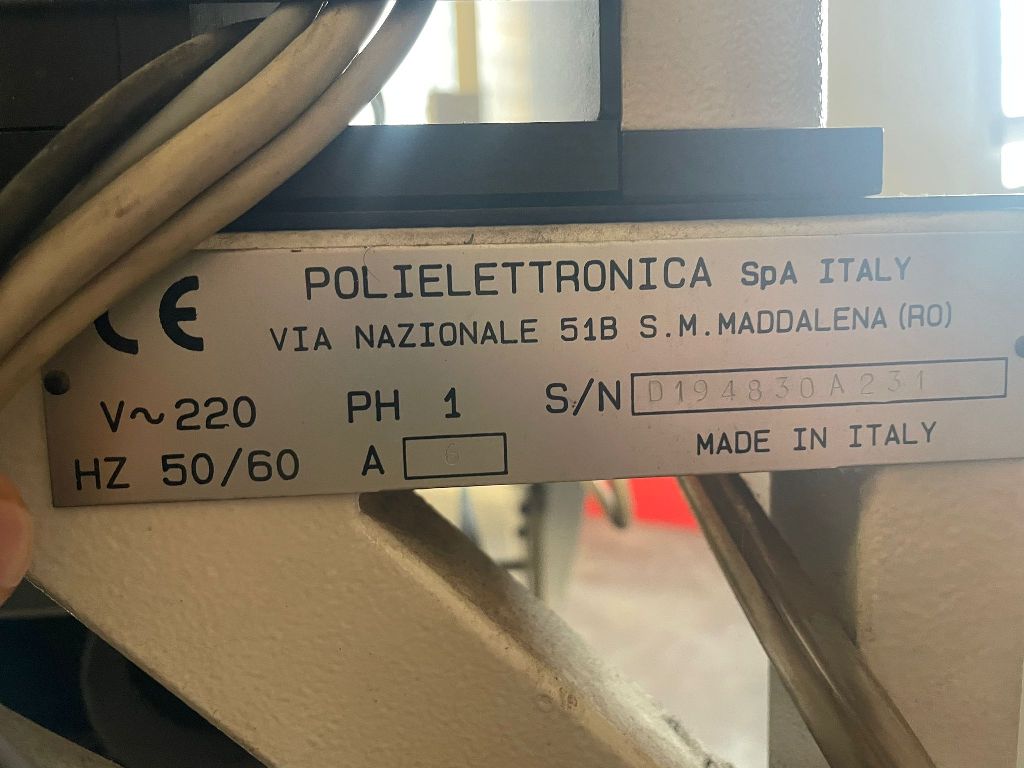 CE POLIELETTRONICA SpA ITALY
VIA NAZIONALE 51B S.M.MADDALENA (RO)
V~220 PH 1 S/N D194830A231
HZ 50/60 A 6 MADE IN ITALY